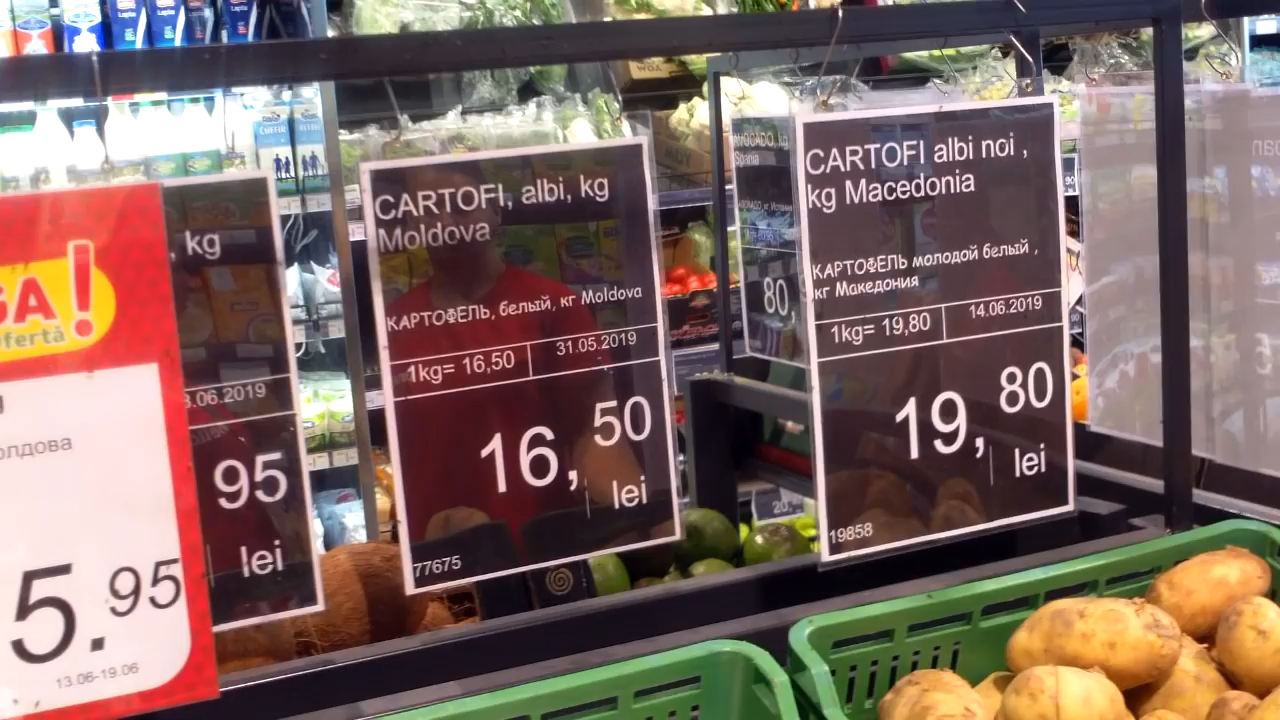 GA!
ofertă
олдова
5.95
13.06-19.06
, kg
3.06.2019
95
lei
CARTOFI, albi, kg
Moldova
КАРТОФЕЛЬ, белый, кг Moldova
1kg= 16,50
31.05.2019
16,50
lei
77675
AVOCADO, kg
Spania
80,
20,
CARTOFI albi noi ,
kg Macedonia
КАРТОФЕЛЬ молодой белый ,
кг Македония
1kg= 19,80
14.06.2019
19,80
lei
19858